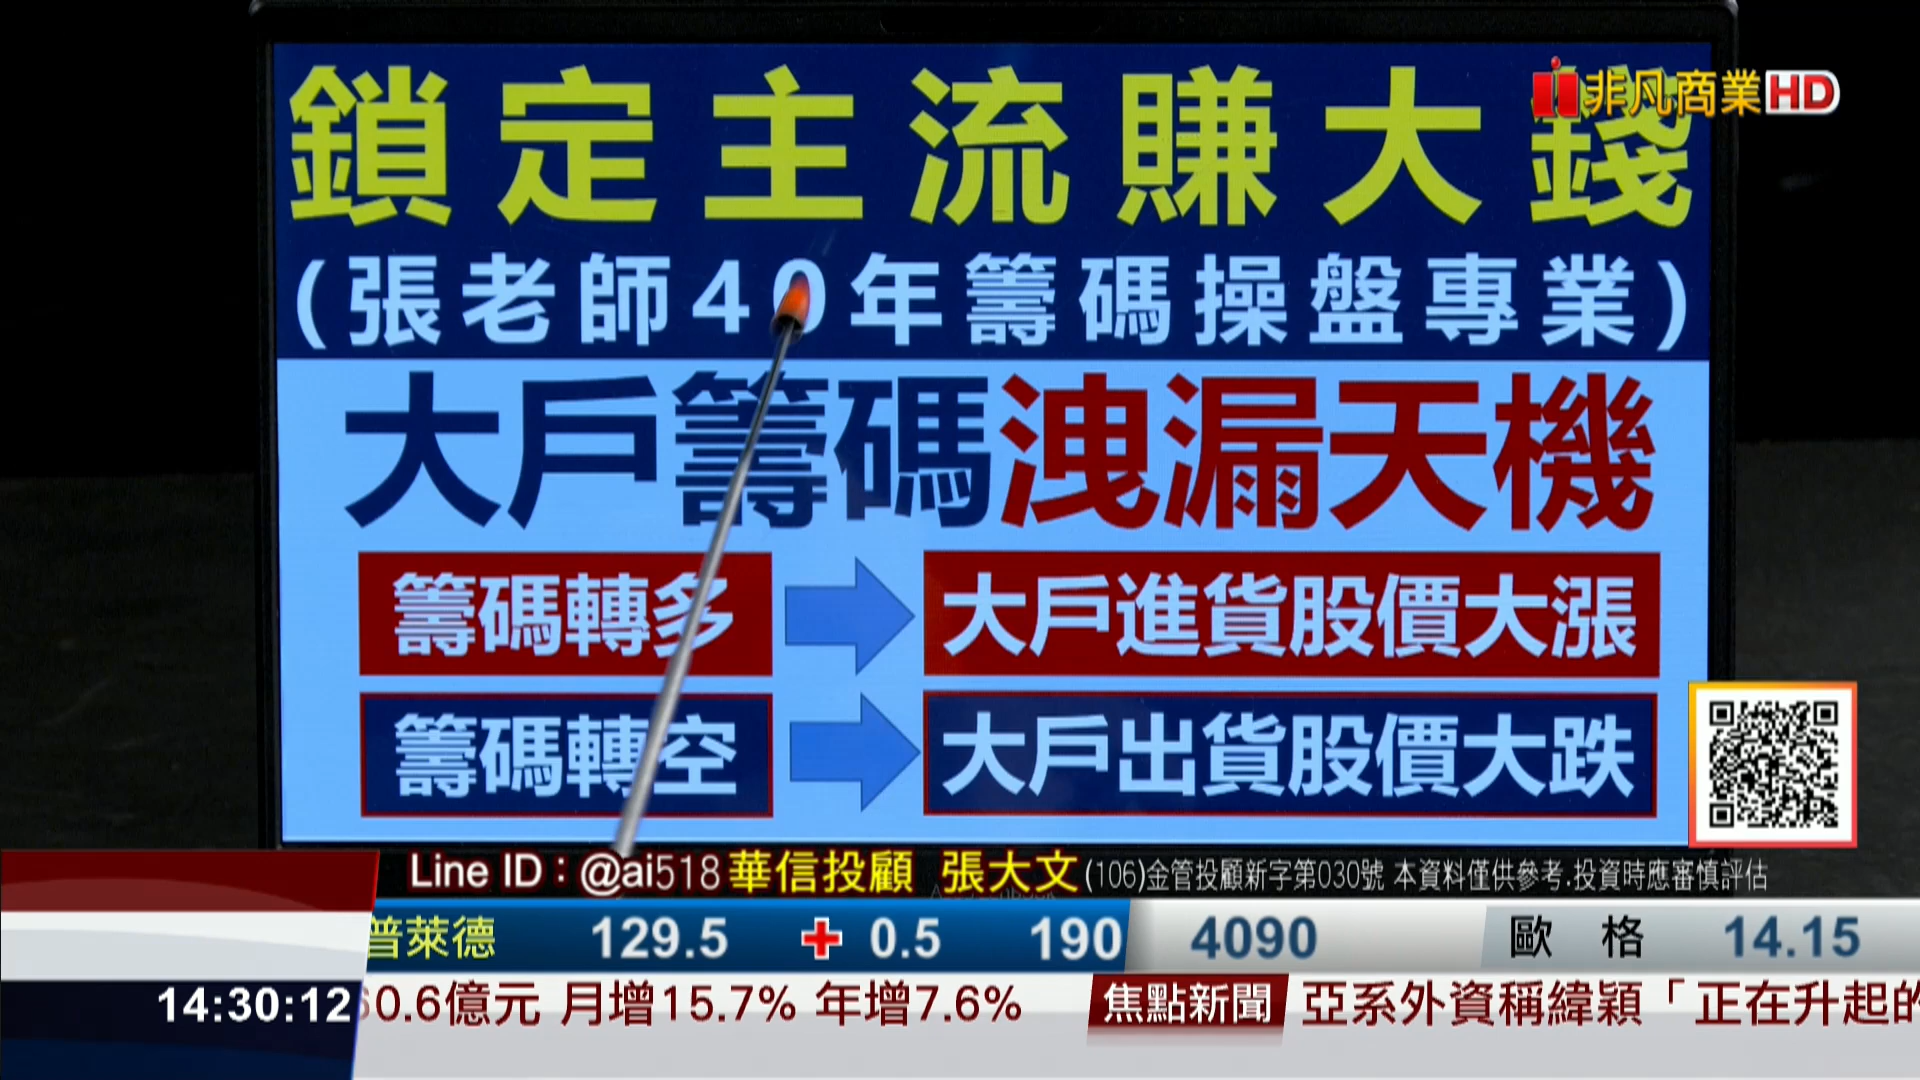 鎖定主流賺大錢
非凡商業HD
(張老師40年籌碼操盤專業)
大戶籌碼洩漏天機
籌碼轉多 大戶進貨股價大漲
籌碼轉空 大戶出貨股價大跌
Line ID：@ai518 華信投顧 張大文 (106)金管投顧新字第030號 本資料僅供參考.投資時應審慎評估
普萊德 129.5 + 0.5 190 4090 歐格 14.15
14:30:12 60.6億元 月增15.7% 年增7.6% 焦點新聞 亞系外資稱緯穎「正在升起的